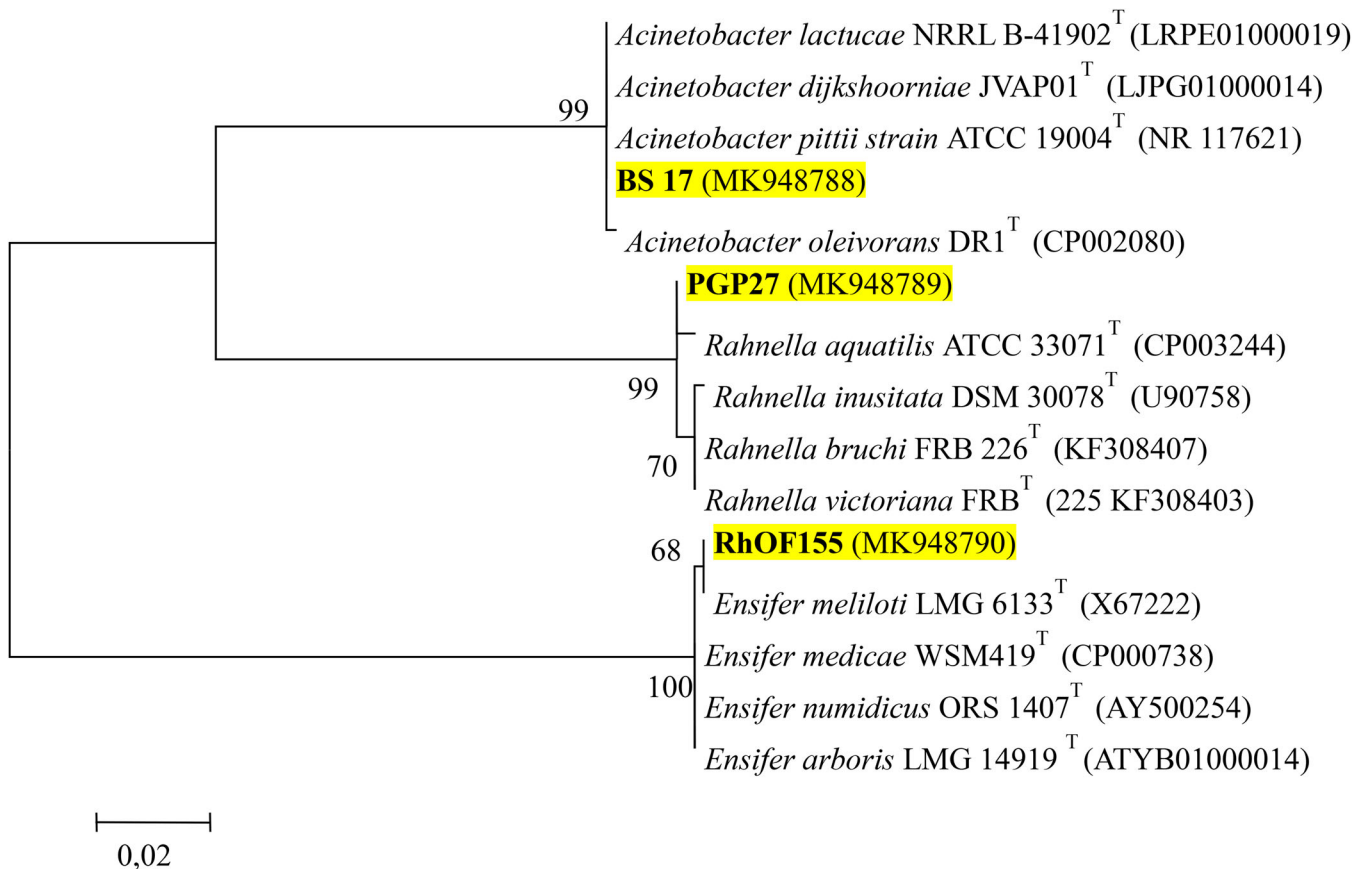 Acinetobacter lactucae NRRL B-41902T (LRPE01000019)
Acinetobacter dijkshoorniae JVAP01T (LJPG01000014)
99
Acinetobacter pittii strain ATCC 19004T (NR 117621)
BS 17 (MK948788)
Acinetobacter oleivorans DR1T (CP002080)
PGP27 (MK948789)
Rahnella aquatilis ATCC 33071T (CP003244)
99
Rahnella inusitata DSM 30078T (U90758)
Rahnella bruchi FRB 226T (KF308407)
70
Rahnella victoriana FRBT (225 KF308403)
RhOF155 (MK948790)
68
Ensifer meliloti LMG 6133T (X67222)
Ensifer medicae WSM419T (CP000738)
100
Ensifer numidicus ORS 1407T (AY500254)
Ensifer arboris LMG 14919 T (ATYB01000014)
0,02